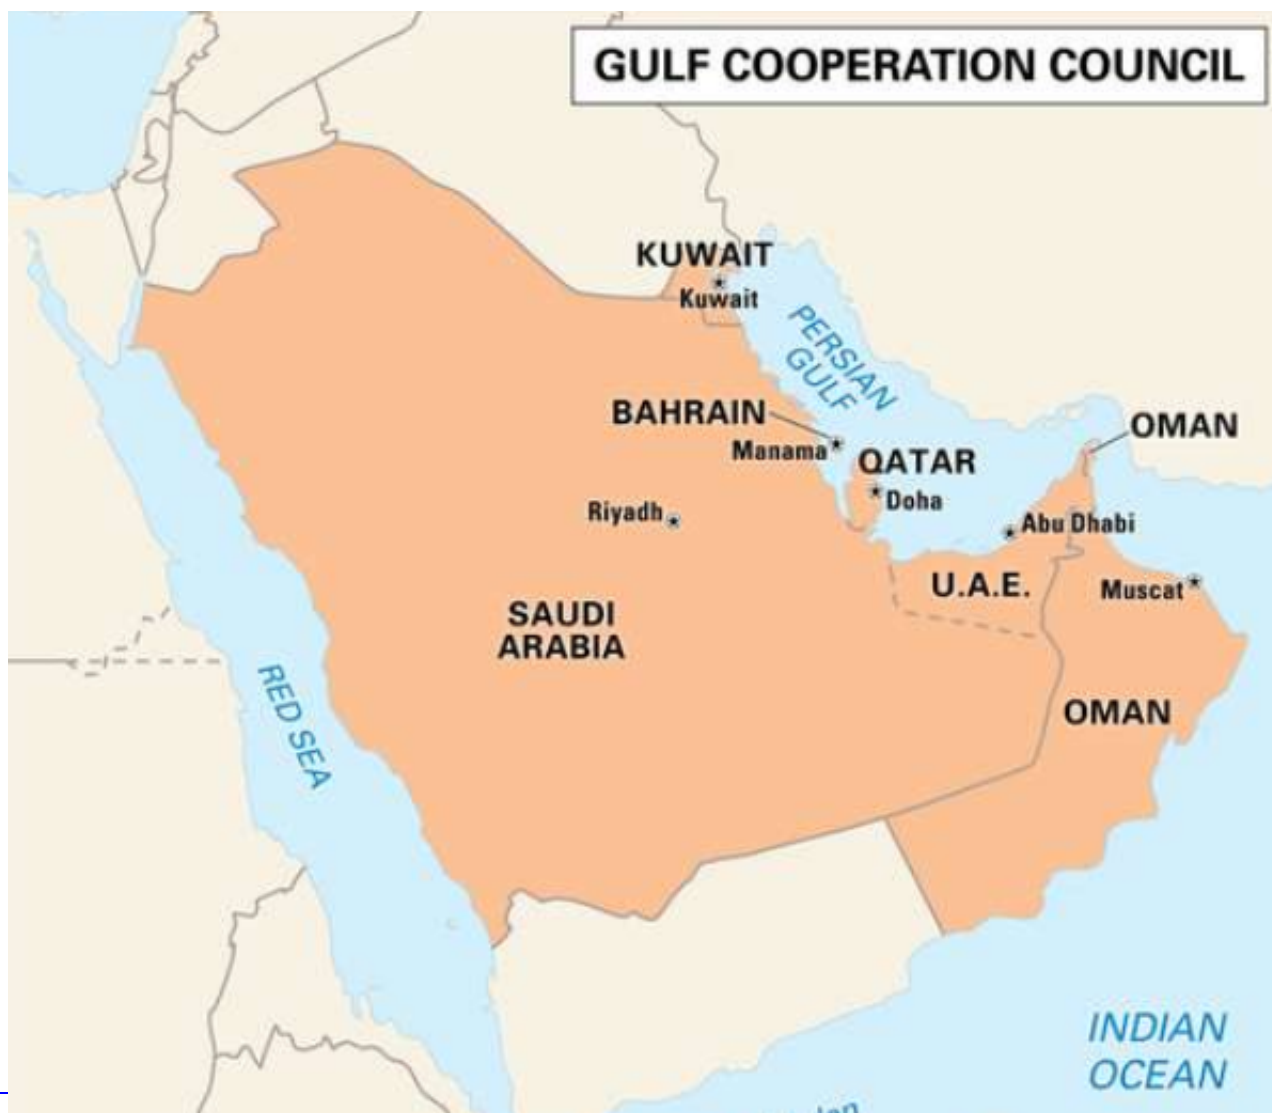 GULF COOPERATION COUNCIL
KUWAIT
Kuwait
PERSIAN
GULF
BAHRAIN
Manama
QATAR
Doha
OMAN
Riyadh
Abu Dhabi
U.A.E.
Muscat
SAUDI
ARABIA
RED SEA
OMAN
INDIAN
OCEAN